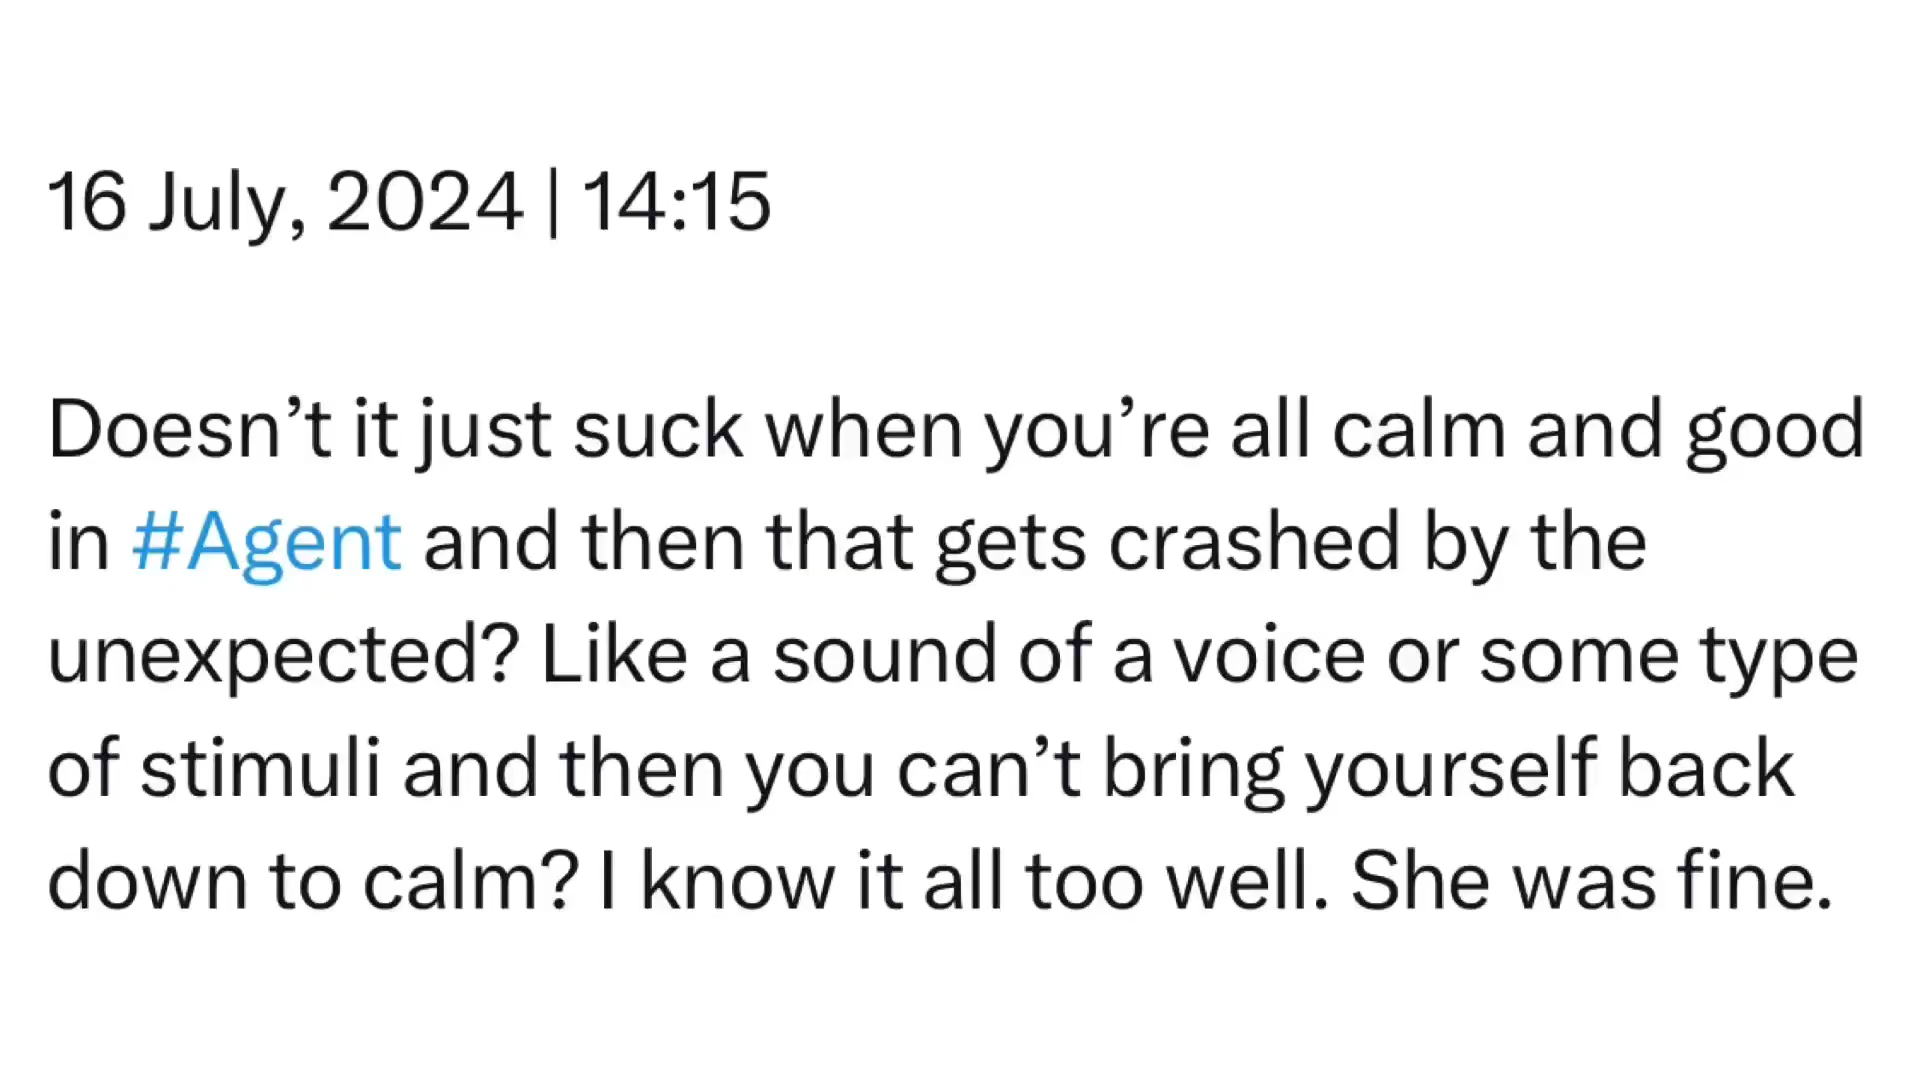 16 July, 2024 | 14:15
Doesn’t it just suck when you’re all calm and good
in #Agent and then that gets crashed by the
unexpected? Like a sound of a voice or some type
of stimuli and then you can’t bring yourself back
down to calm? I know it all too well. She was fine.